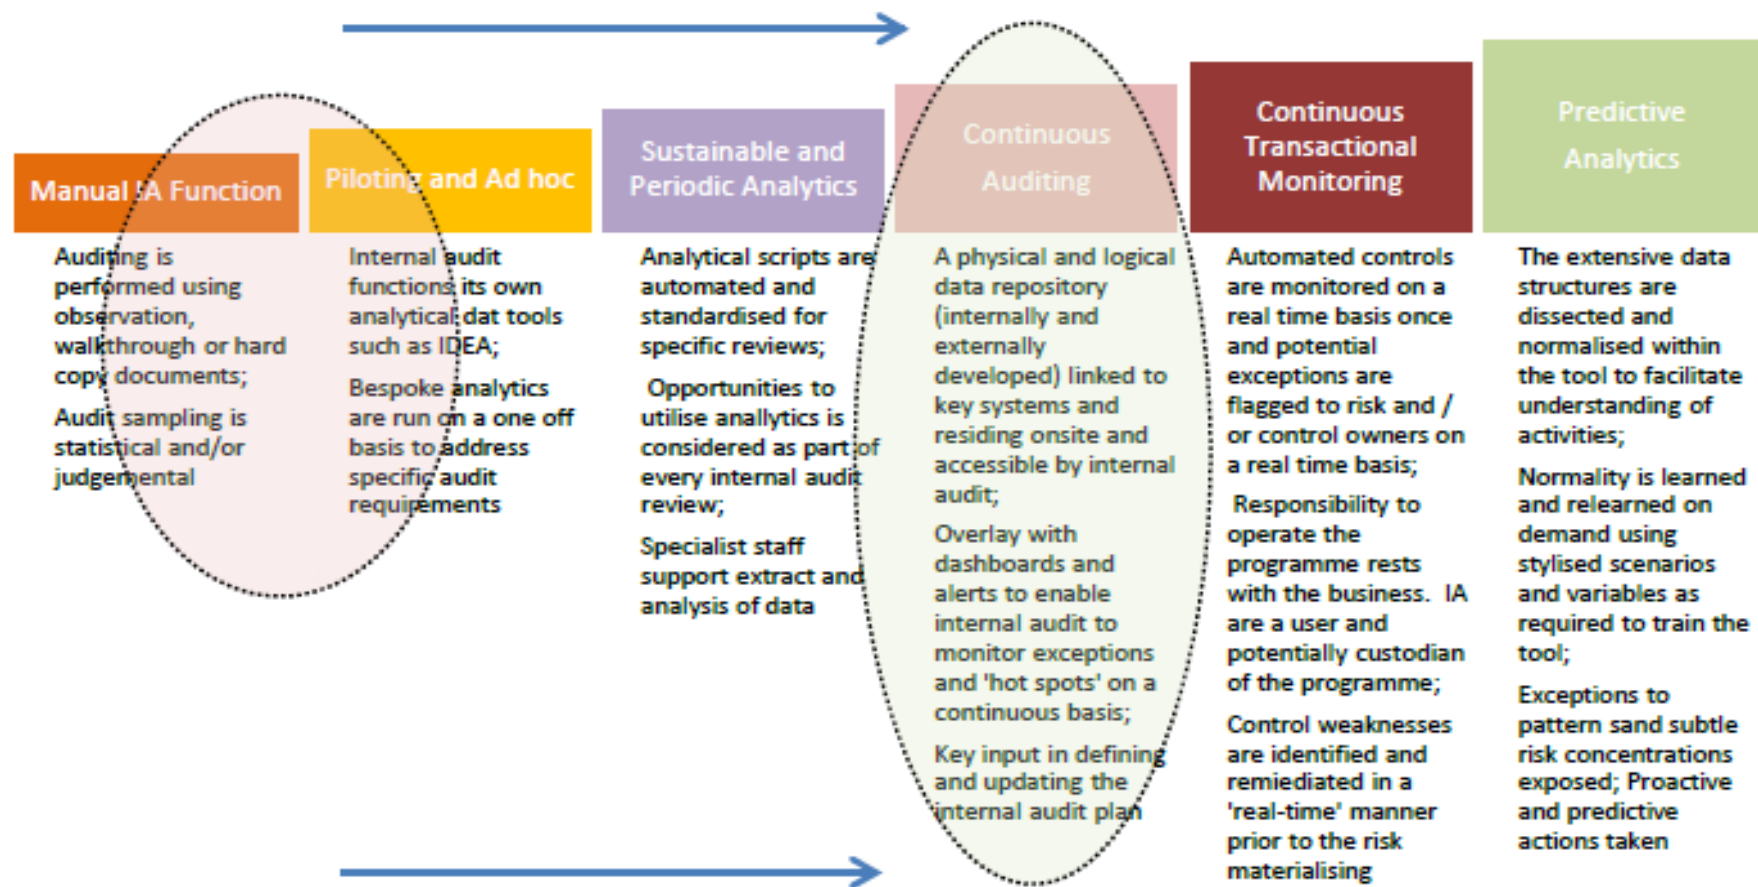 Manual IA Function
Auditing is
performed using
observation,
walkthrough or hard
copy documents;
Audit sampling is
statistical and/or
judgemental
Piloting and Ad hoc
Internal audit
functions its own
analytical dat tools
such as IDEA;
Bespoke analytics
are run on a one off
basis to address
specific audit
requirements
Sustainable and
Periodic Analytics
Analytical scripts are
automated and
standardised for
specific reviews;
Opportunities to
utilise anallytics is
considered as part of
every internal audit
review;
Specialist staff
support extract and
analysis of data
Continuous
Auditing
A physical and logical
data repository
(internally and
externally
developed) linked to
key systems and
residing onsite and
accessible by internal
audit;
Overlay with
dashboards and
alerts to enable
internal audit to
monitor exceptions
and 'hot spots' on a
continuous basis;
Key input in defining
and updating the
internal audit plan
Continuous
Transactional
Monitoring
Automated controls
are monitored on a
real time basis once
and potential
exceptions are
flagged to risk and /
or control owners on
a real time basis;
Responsibility to
operate the
programme rests
with the business. IA
are a user and
potentially custodian
of the programme;
Control weaknesses
are identified and
remiediated in a
'real-time' manner
prior to the risk
materialising
Predictive
Analytics
The extensive data
structures are
dissected and
normalised within
the tool to facilitate
understanding of
activities;
Normality is learned
and relearned on
demand using
stylised scenarios
and variables as
required to train the
tool;
Exceptions to
pattern sand subtle
risk concentrations
exposed; Proactive
and predictive
actions taken